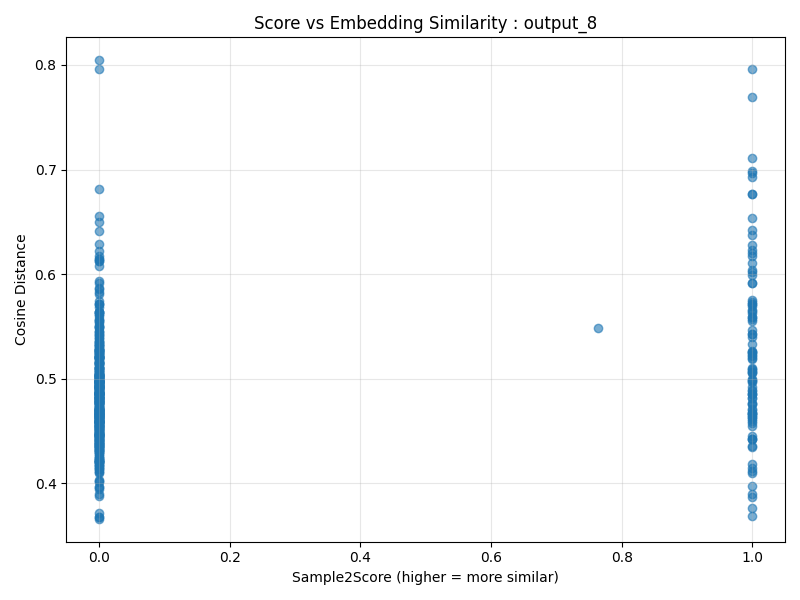 Score vs Embedding Similarity : output_8
0.8
0.7
0.6
0.5
0.4
Cosine Distance
0.0 0.2 0.4 0.6 0.8 1.0
Sample2Score (higher = more similar)